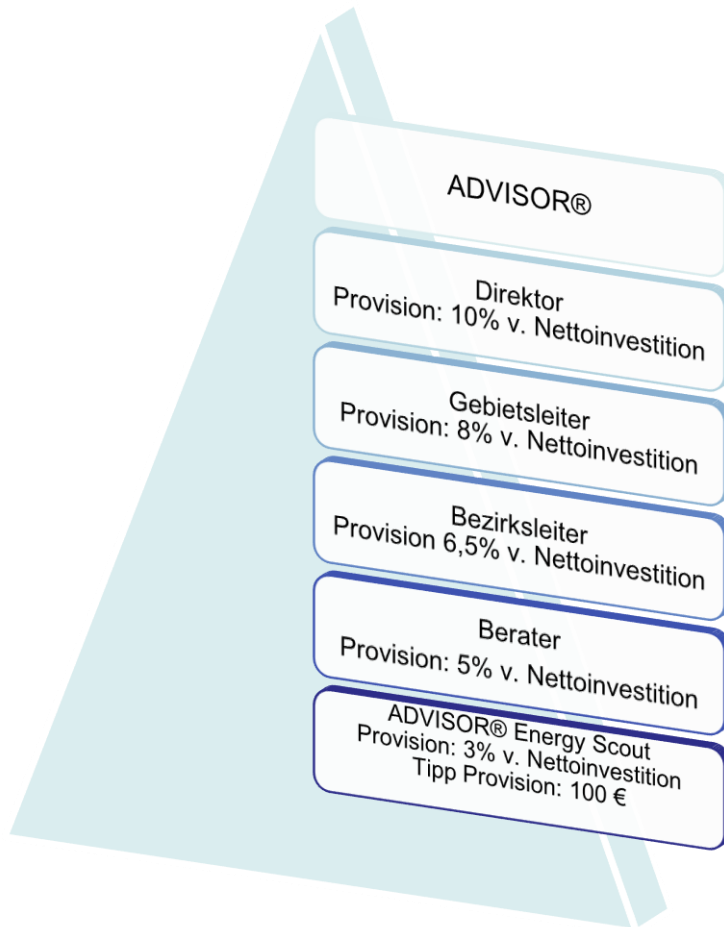 ADVISOR®
Direktor
Provision: 10% v. Nettoinvestition
Gebietsleiter
Provision: 8% v. Nettoinvestition
Bezirksleiter
Provision 6,5% v. Nettoinvestition
Berater
Provision: 5% v. Nettoinvestition
ADVISOR® Energy Scout
Provision: 3% v. Nettoinvestition
Tipp Provision: 100 €